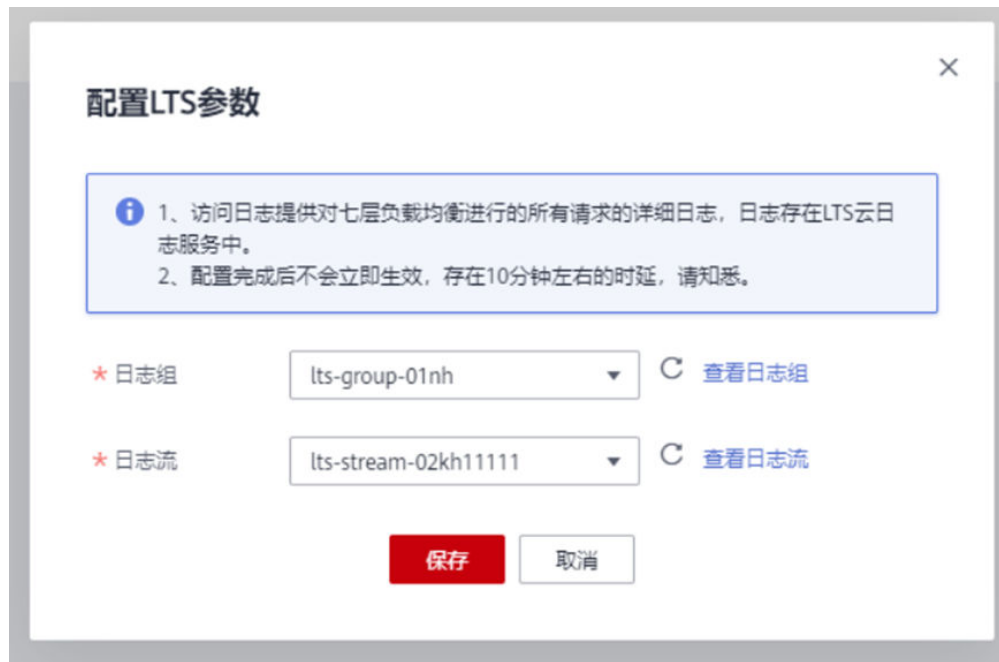 配置LTS参数
1、访问日志提供对七层负载均衡进行的所有请求的详细日志，日志存在LTS云日
志服务中。
2、配置完成后不会立即生效，存在10分钟左右的时延，请知悉。
* 日志组 lts-group-01nh 查看日志组
* 日志流 lts-stream-02kh11111 查看日志流
保存 取消